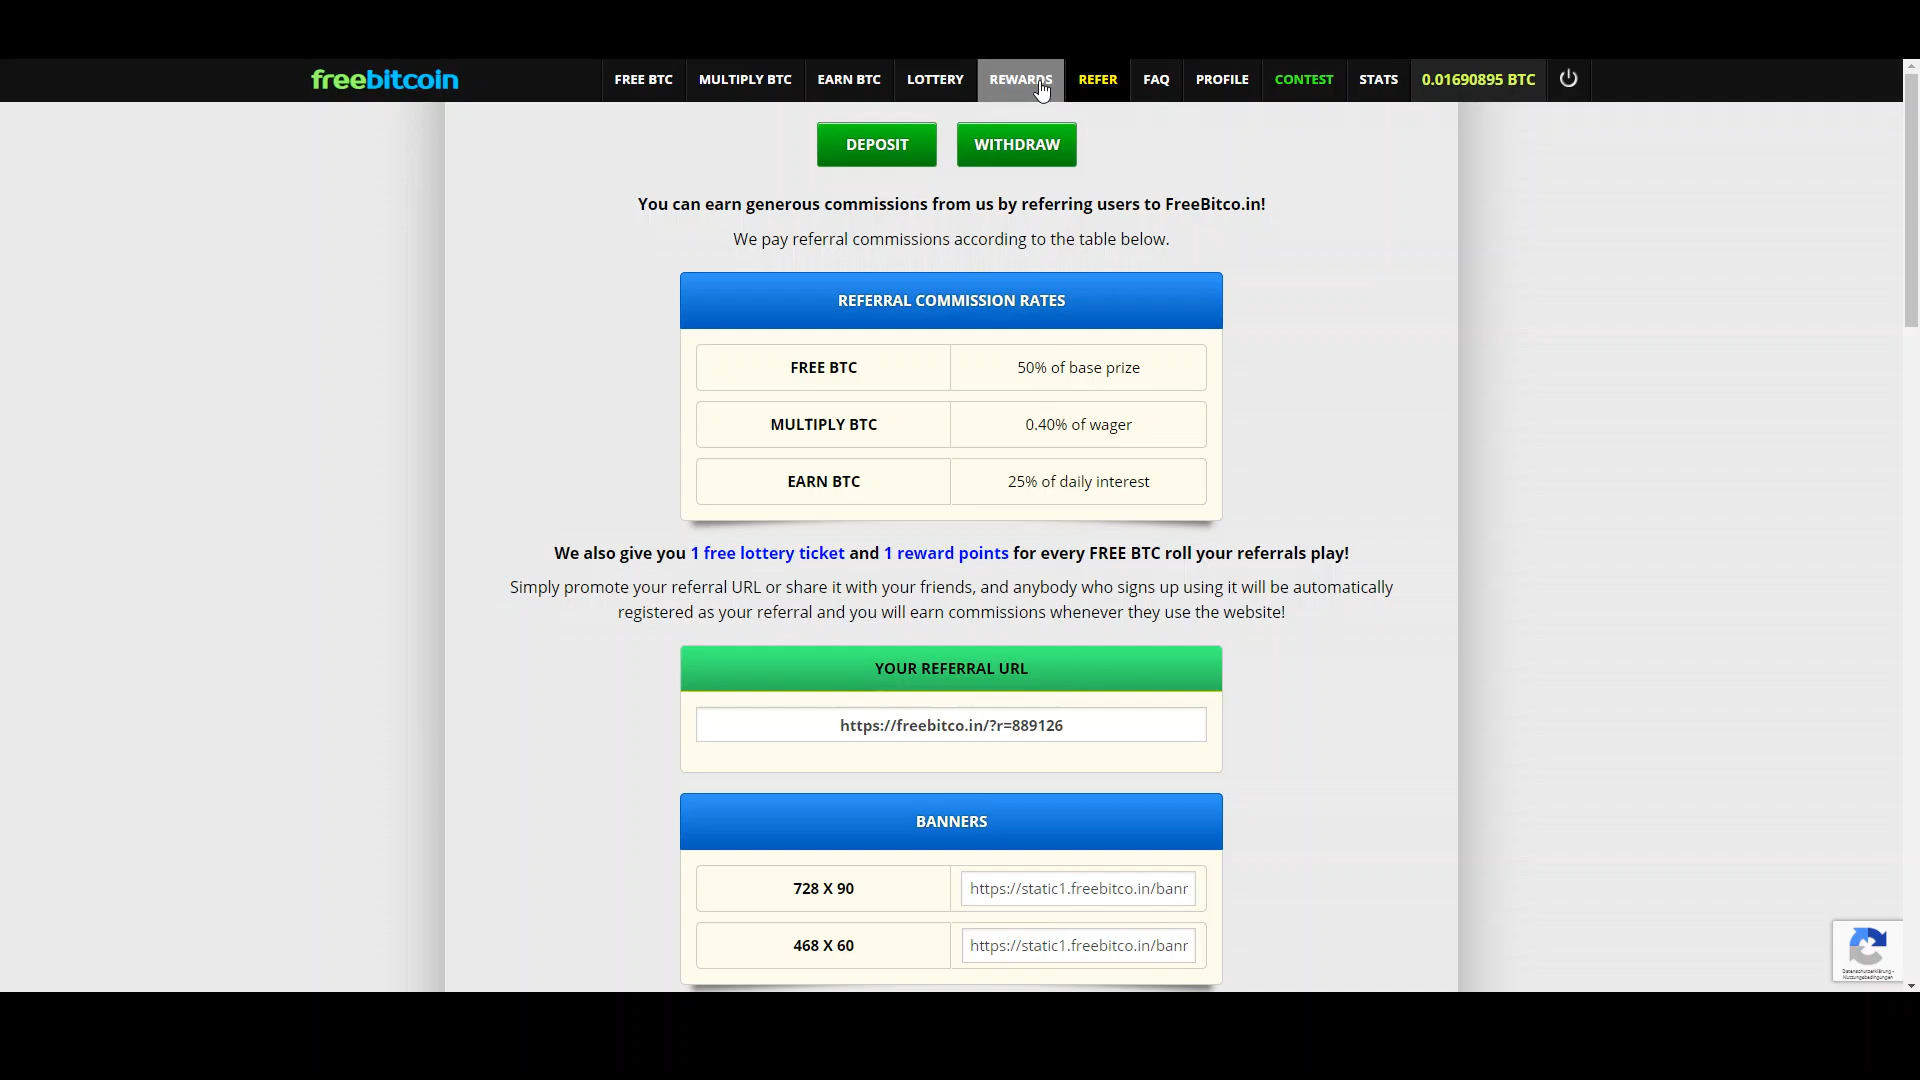 freebitcoin
FREE BTC MULTIPLY BTC EARN BTC LOTTERY REWARDS REFER FAQ PROFILE CONTEST STATS 0.01690895 BTC
DEPOSIT WITHDRAW
You can earn generous commissions from us by referring users to FreeBitco.in!
We pay referral commissions according to the table below.
REFERRAL COMMISSION RATES
FREE BTC 50% of base prize
MULTIPLY BTC 0.40% of wager
EARN BTC 25% of daily interest
We also give you 1 free lottery ticket and 1 reward points for every FREE BTC roll your referrals play!
Simply promote your referral URL or share it with your friends, and anybody who signs up using it will be automatically
registered as your referral and you will earn commissions whenever they use the website!
YOUR REFERRAL URL
https://freebitco.in/?r=889126
BANNERS
728 X 90 https://static1.freebitco.in/banr
468 X 60 https://static1.freebitco.in/banr
Datenschutzerklärung -
Nutzungsbedingungen